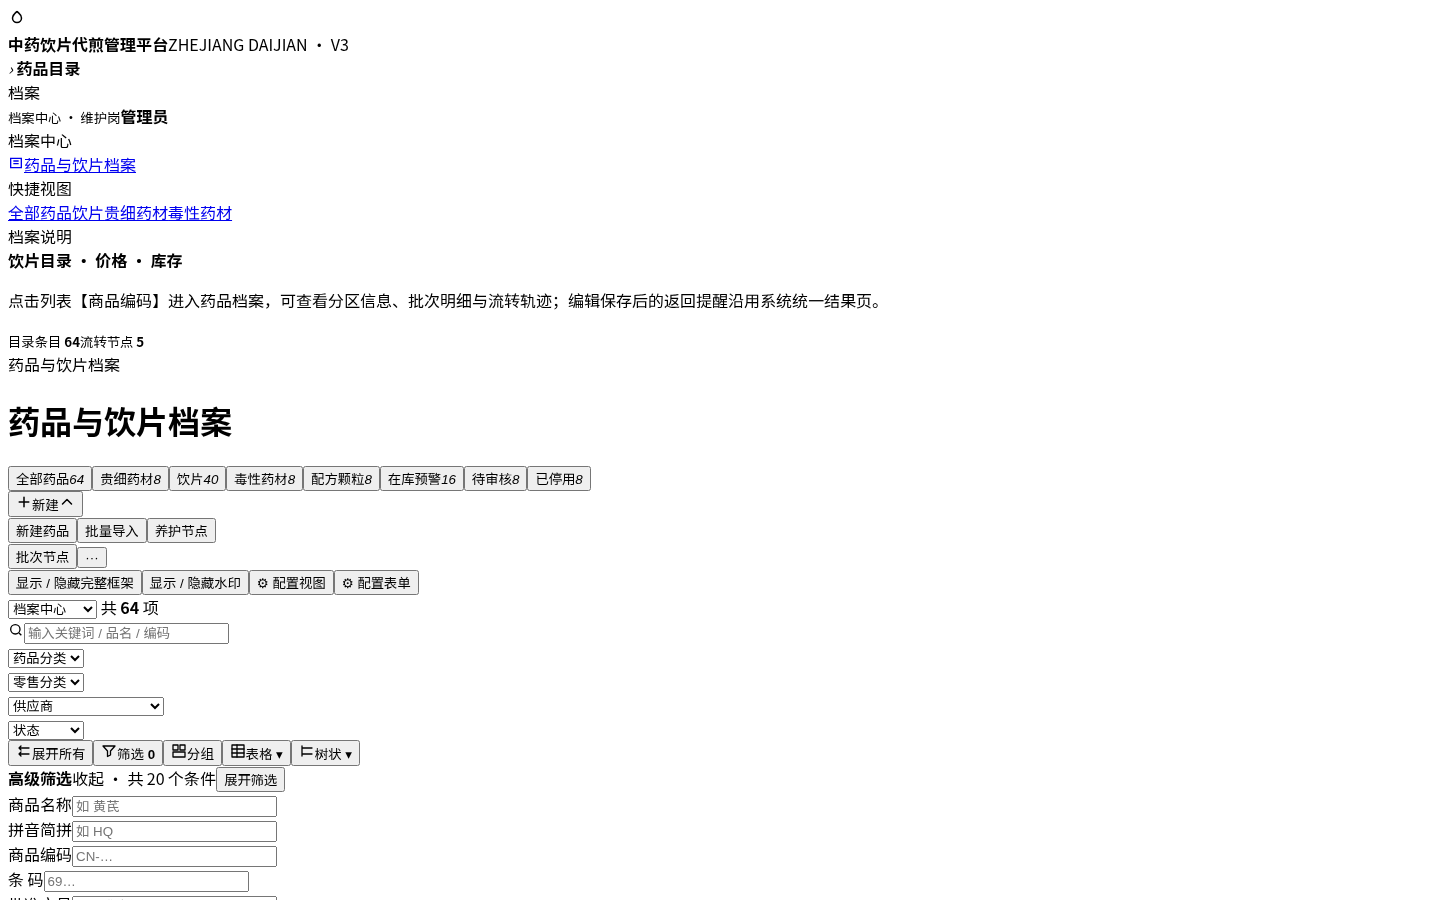 中药饮片代煎管理平台ZHEJIANG DAIJIAN · V3
› 药品目录
档案
档案中心 · 维护岗管理员
档案中心
药品与饮片档案
快捷视图
全部药品饮片贵细药材毒性药材
档案说明
饮片目录 · 价格 · 库存
点击列表【商品编码】进入药品档案，可查看分区信息、批次明细与流转轨迹；编辑保存后的返回提醒沿用系统统一结果页。
目录条目 64流转节点 5
药品与饮片档案
药品与饮片档案
全部药品64 贵细药材8 饮片40 毒性药材8 配方颗粒8 在库预警16 待审核8 已停用8
新建
新建药品 批量导入 养护节点
批次节点 ···
显示 / 隐藏完整框架 显示 / 隐藏水印 ⚙ 配置视图 ⚙ 配置表单
档案中心 共 64 项
输入关键词 / 品名 / 编码
药品分类
零售分类
供应商
状态
展开所有 筛选 0 分组 表格 ▾ 树状 ▾
高级筛选收起 · 共 20 个条件 展开筛选
商品名称 如 黄芪
拼音简拼 如 HQ
商品编码 CN-…
条 码 69…